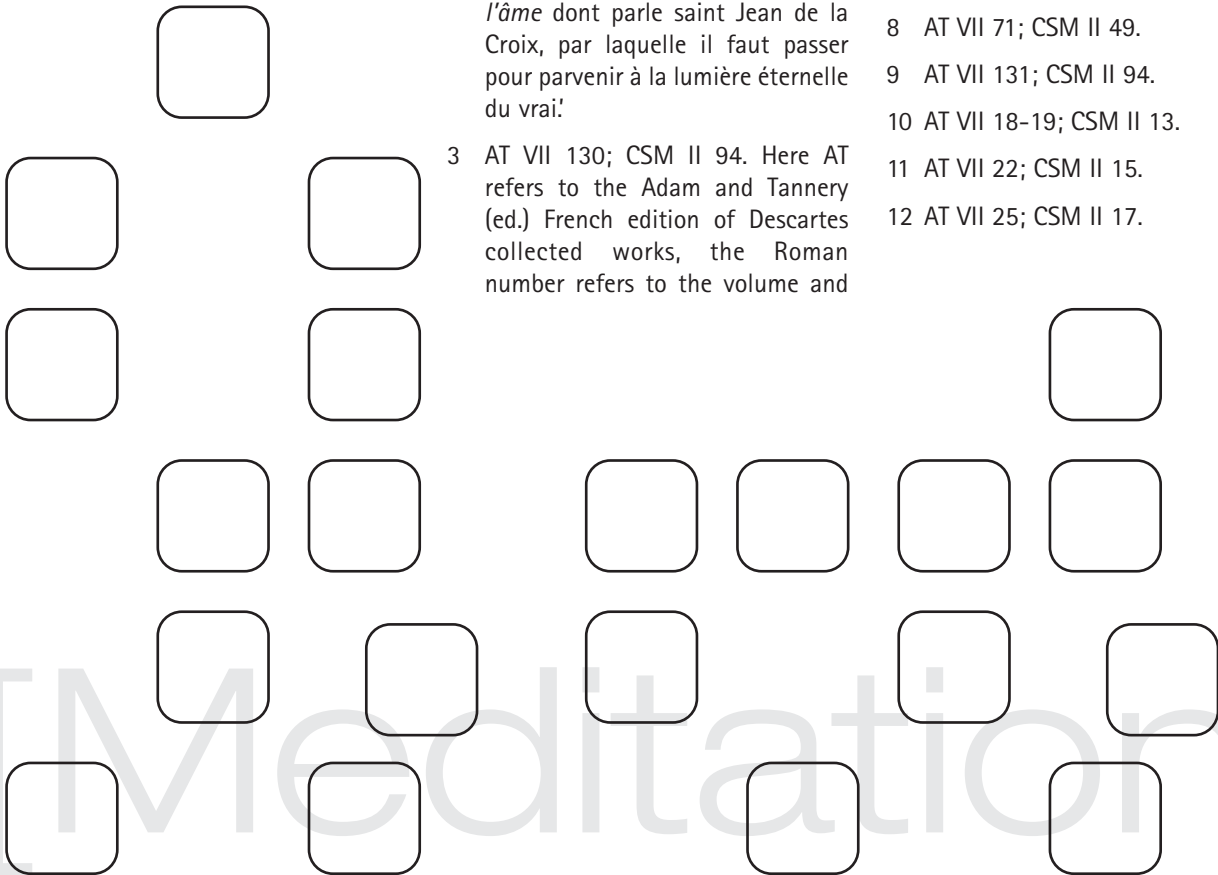 l'âme dont parle saint Jean de la
Croix, par laquelle il faut passer
pour parvenir à la lumière éternelle
du vrai.'
3 AT VII 130; CSM II 94. Here AT
refers to the Adam and Tannery
(ed.) French edition of Descartes
collected works, the Roman
number refers to the volume and
8 AT VII 71; CSM II 49.
9 AT VII 131; CSM II 94.
10 AT VII 18-19; CSM II 13.
11 AT VII 22; CSM II 15.
12 AT VII 25; CSM II 17.
[Meditation